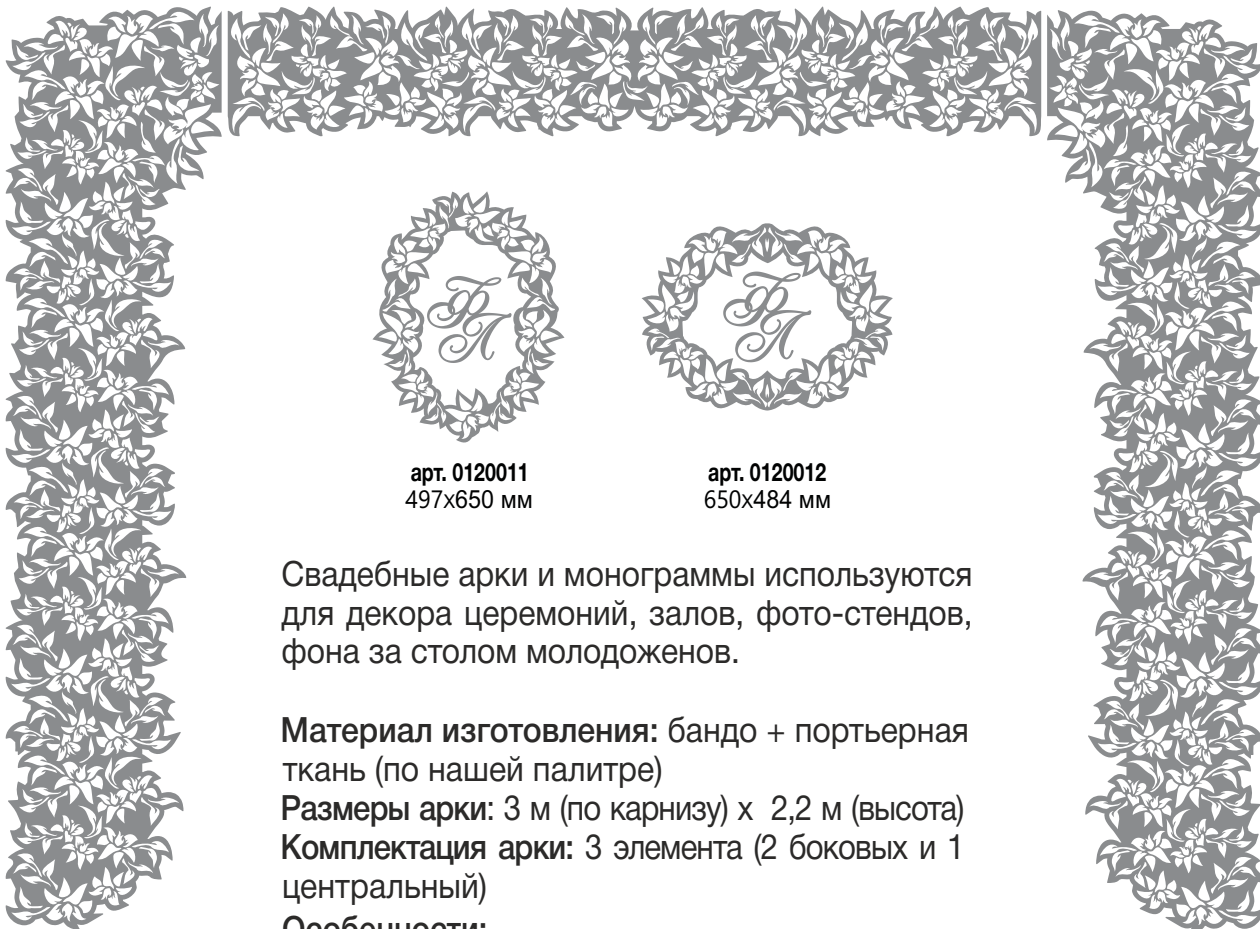 Ф Л
Ф Л
арт. 0120011
497х650 мм
арт. 0120012
650х484 мм
Свадебные арки и монограммы используются
для декора церемоний, залов, фото-стендов,
фона за столом молодоженов.
Материал изготовления: бандо + портьерная
ткань (по нашей палитре)
Размеры арки: 3 м (по карнизу) х 2,2 м (высота)
Комплектация арки: 3 элемента (2 боковых и 1
центральный)
Особенности: